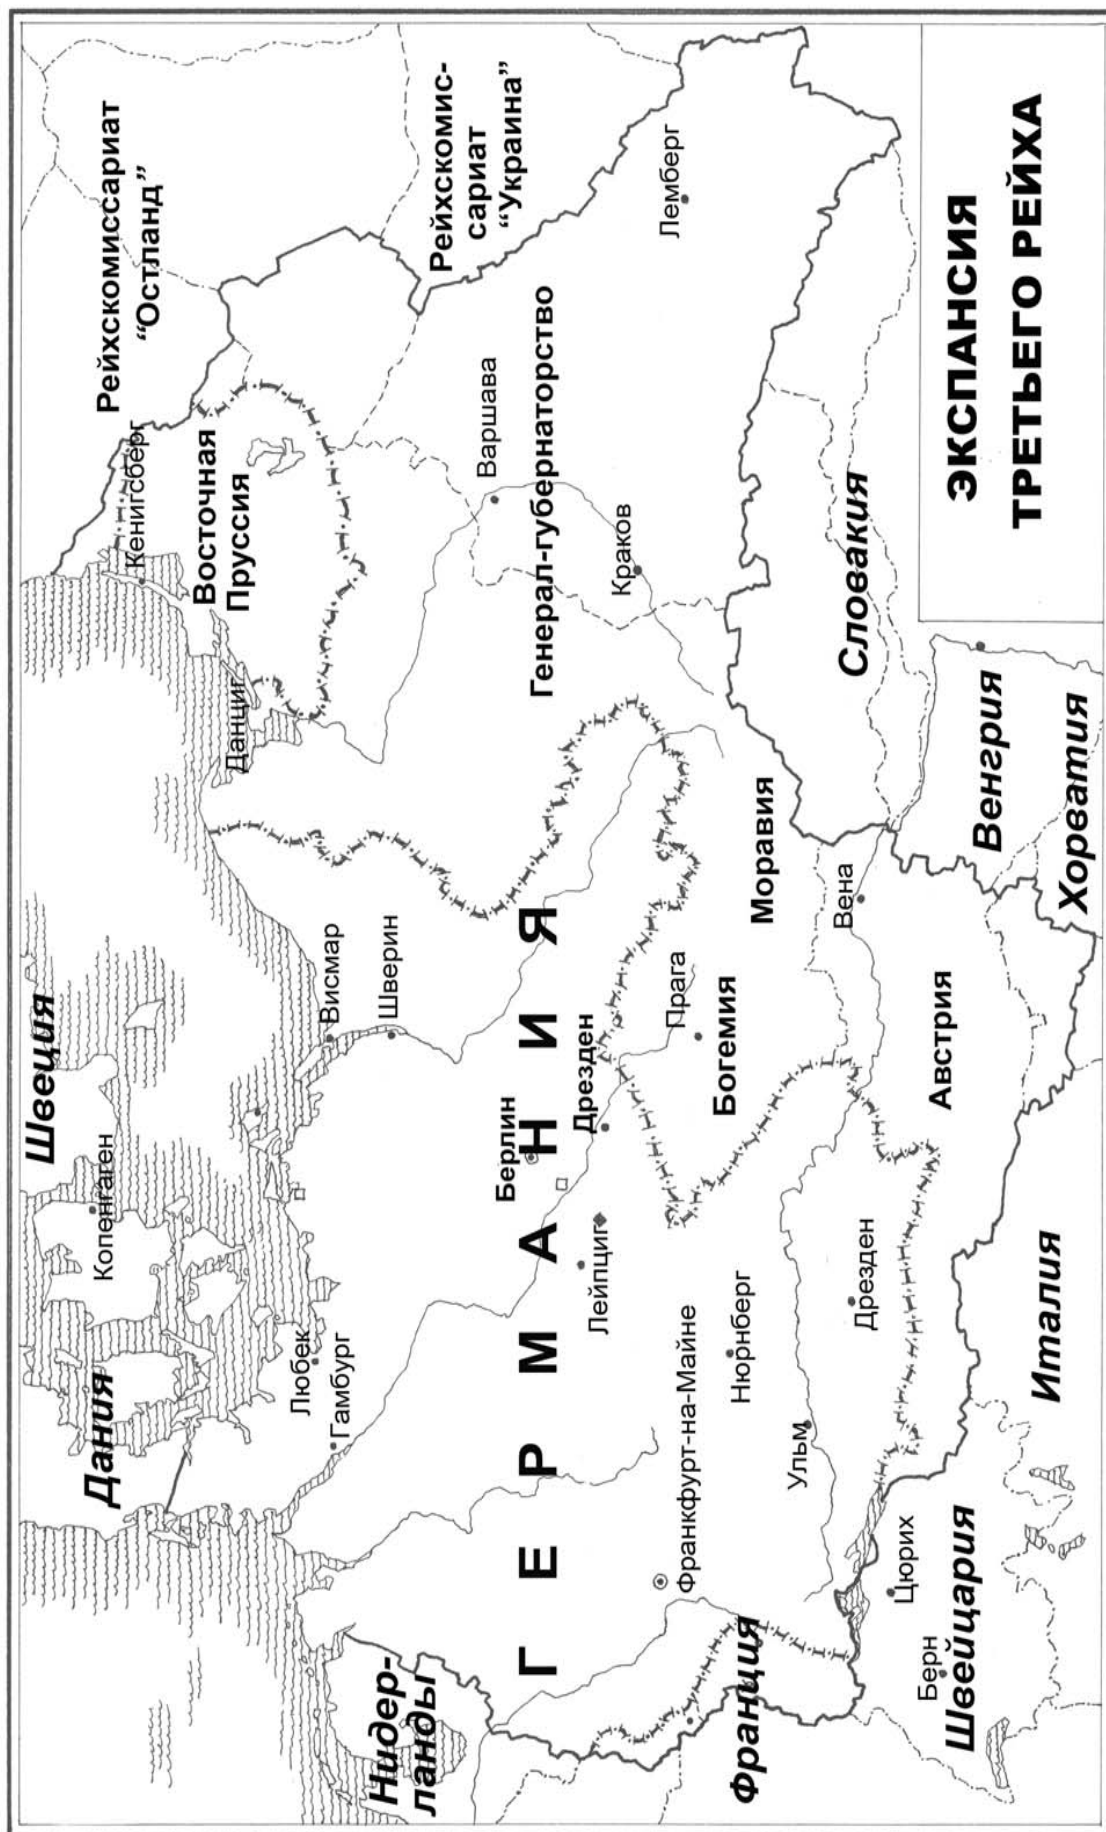 Швеция
Дания
Копенгаген
Рейхскомиссариат
“Остланд”
Кенигсберг
Восточная
Пруссия
Данциг
Висмар
Шверин
Любек
Гамбург
Нидер-
ланды
Рейхскомис-
сариат
“Украина”
Варшава
Генерал-губернаторство
Краков
Лемберг
ГЕРМАНИЯ
Берлин
Дрезден
Лейпциг
Франкфурт-на-Майне
Нюрнберг
Прага
Богемия
Моравия
Франция
Ульм
Дрезден
Вена
Словакия
Австрия
Цюрих
Берн
Швейцария
Италия
Венгрия
Хорватия
ЭКСПАНСИЯ
ТРЕТЬЕГО РЕЙХА